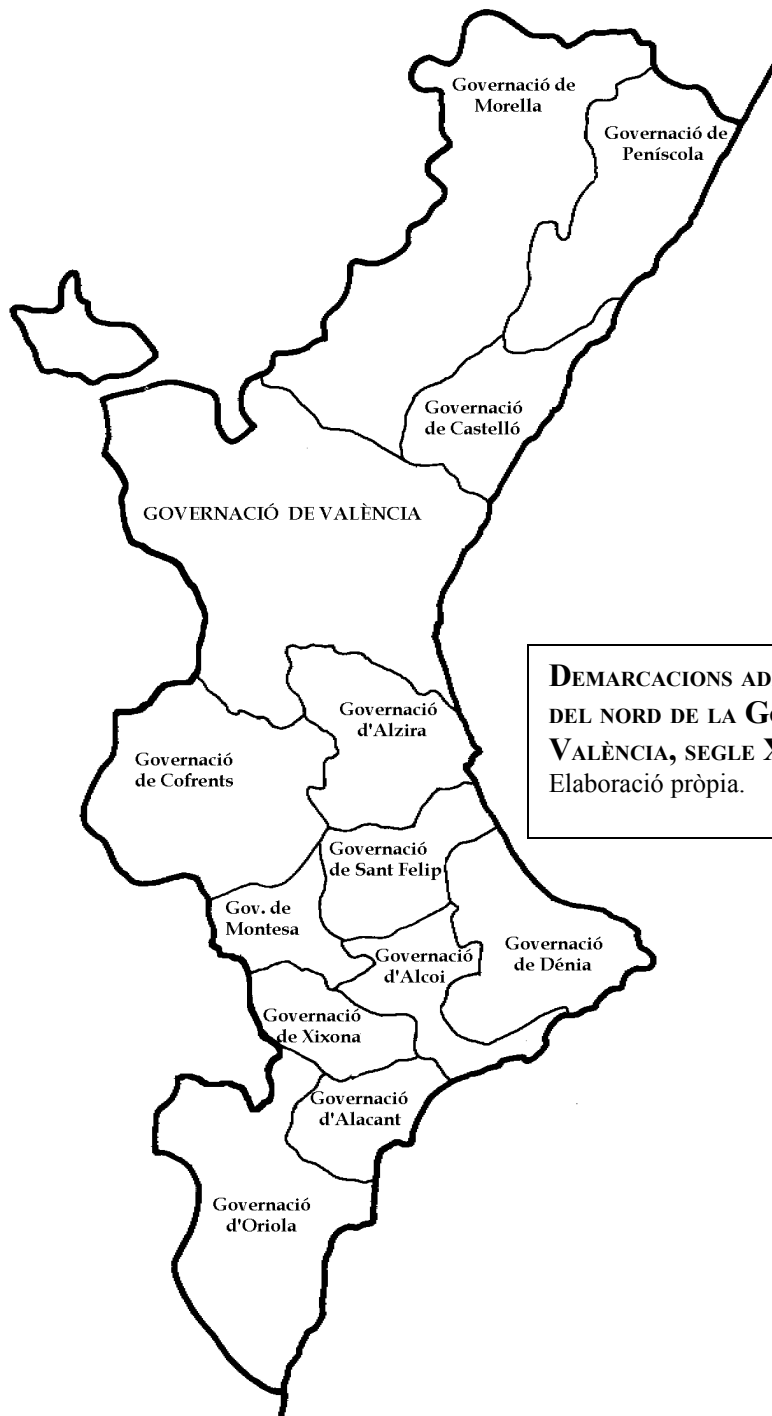 Governació de
Morella
Governació de
Peníscola
Governació
de Castelló
GOVERNACIÓ DE VALÈNCIA
Governació
d'Alzira
Governació
de Cofrents
DEMARCACIONS AD
DEL NORD DE LA G
VALÈNCIA, SEGLE X
Elaboració pròpia.
Governació
de Sant Felip
Gov. de
Montesa
Governació
d'Alcoi
Governació
de Dénia
Governació
de Xixona
Governació
d'Alacant
Governació
d'Oriola